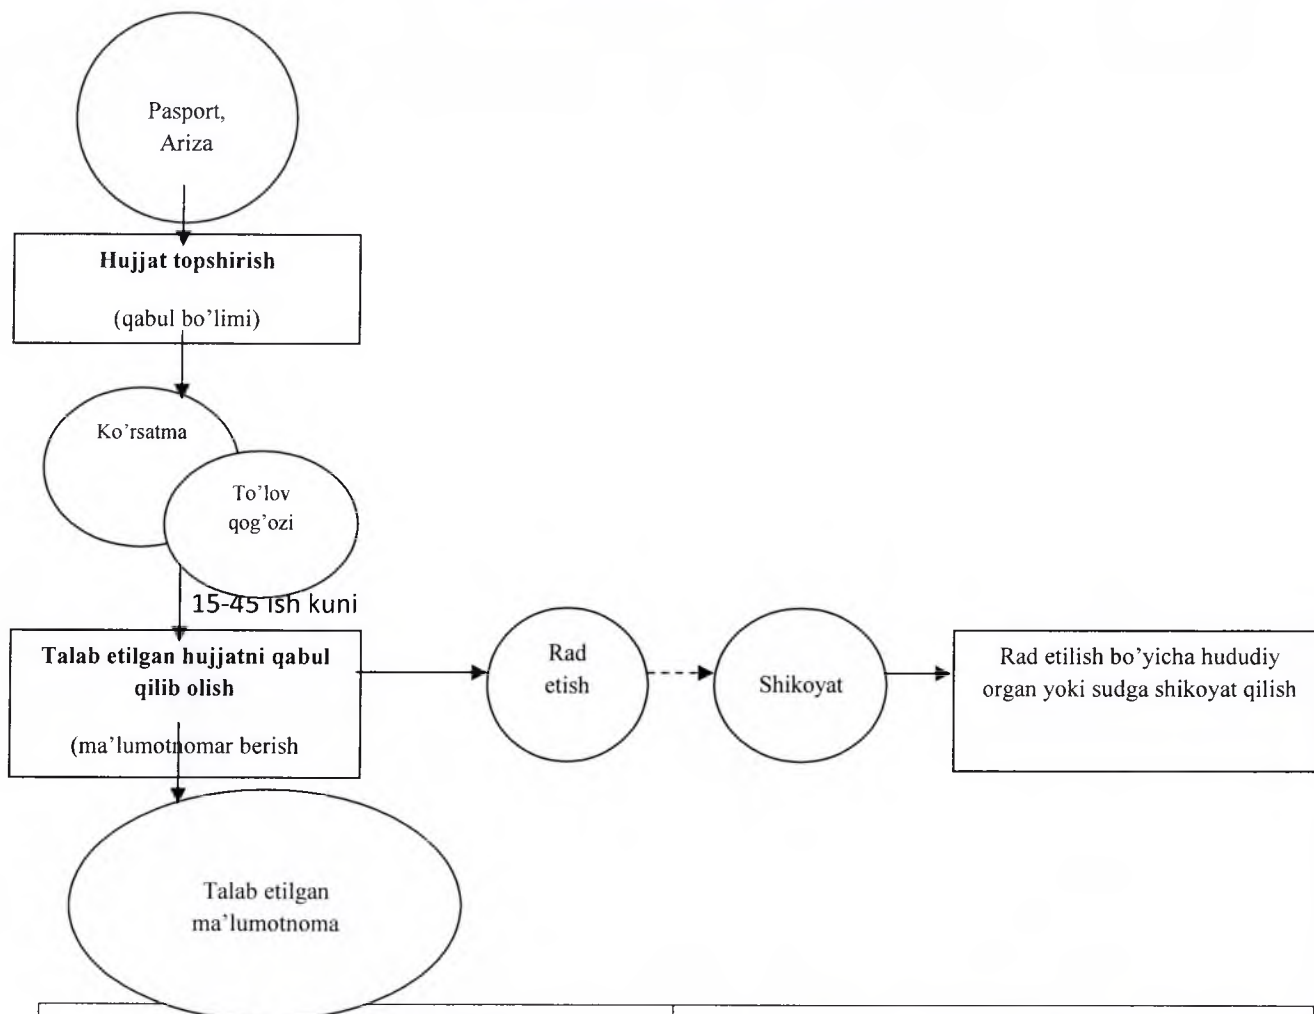 Pasport,
Ariza
Hujjat topshirish
(qabul bo’limi)
Ko’rsatma
To’lov
qog’ozi
15-45 ish kuni
Talab etilgan hujjatni qabul
qilib olish
(ma’lumotnomar berish
Rad
etish
Shikoyat
Rad etilish bo’yicha hududiy
organ yoki sudga shikoyat qilish
Talab etilgan
ma’lumotnoma